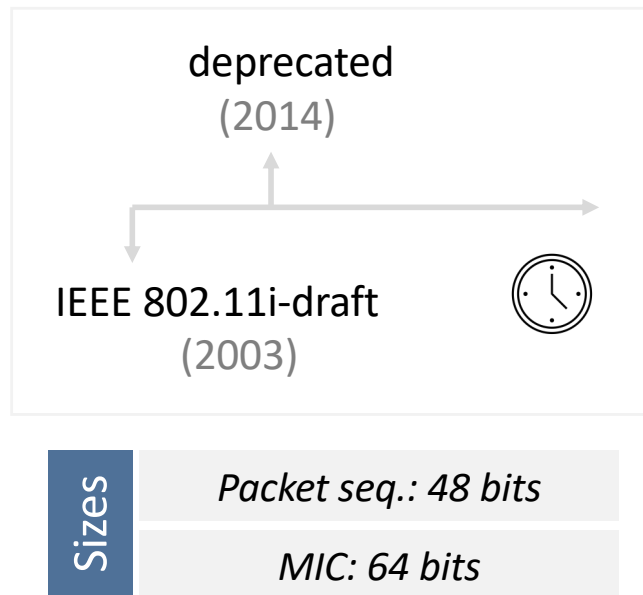 deprecated
(2014)
IEEE 802.11i-draft
(2003)
Sizes
Packet seq.: 48 bits
MIC: 64 bits